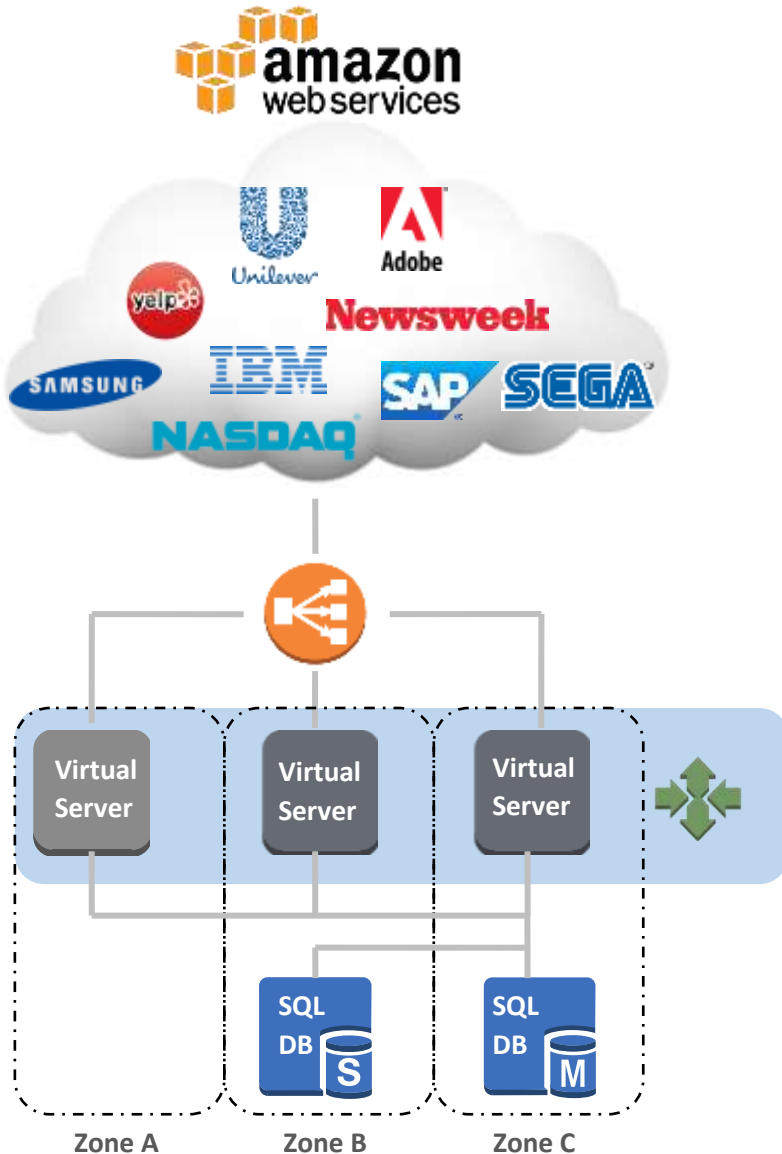 amazon
web services
Unilever
Adobe
yelp
Newsweek
SAMSUNG
IBM
SAP
SEGA
NASDAQ
Virtual
Server
Virtual
Server
Virtual
Server
SQL
DB
S
SQL
DB
M
Zone A
Zone B
Zone C